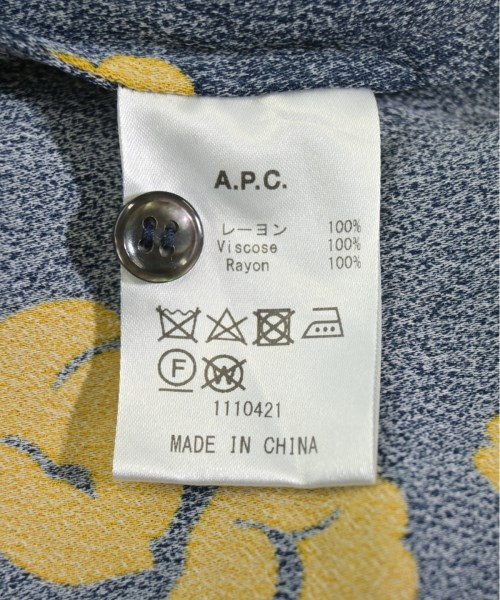 A.P.C.
レーヨン 100%
Viscose 100%
Rayon 100%
F W
1110421
MADE IN CHINA